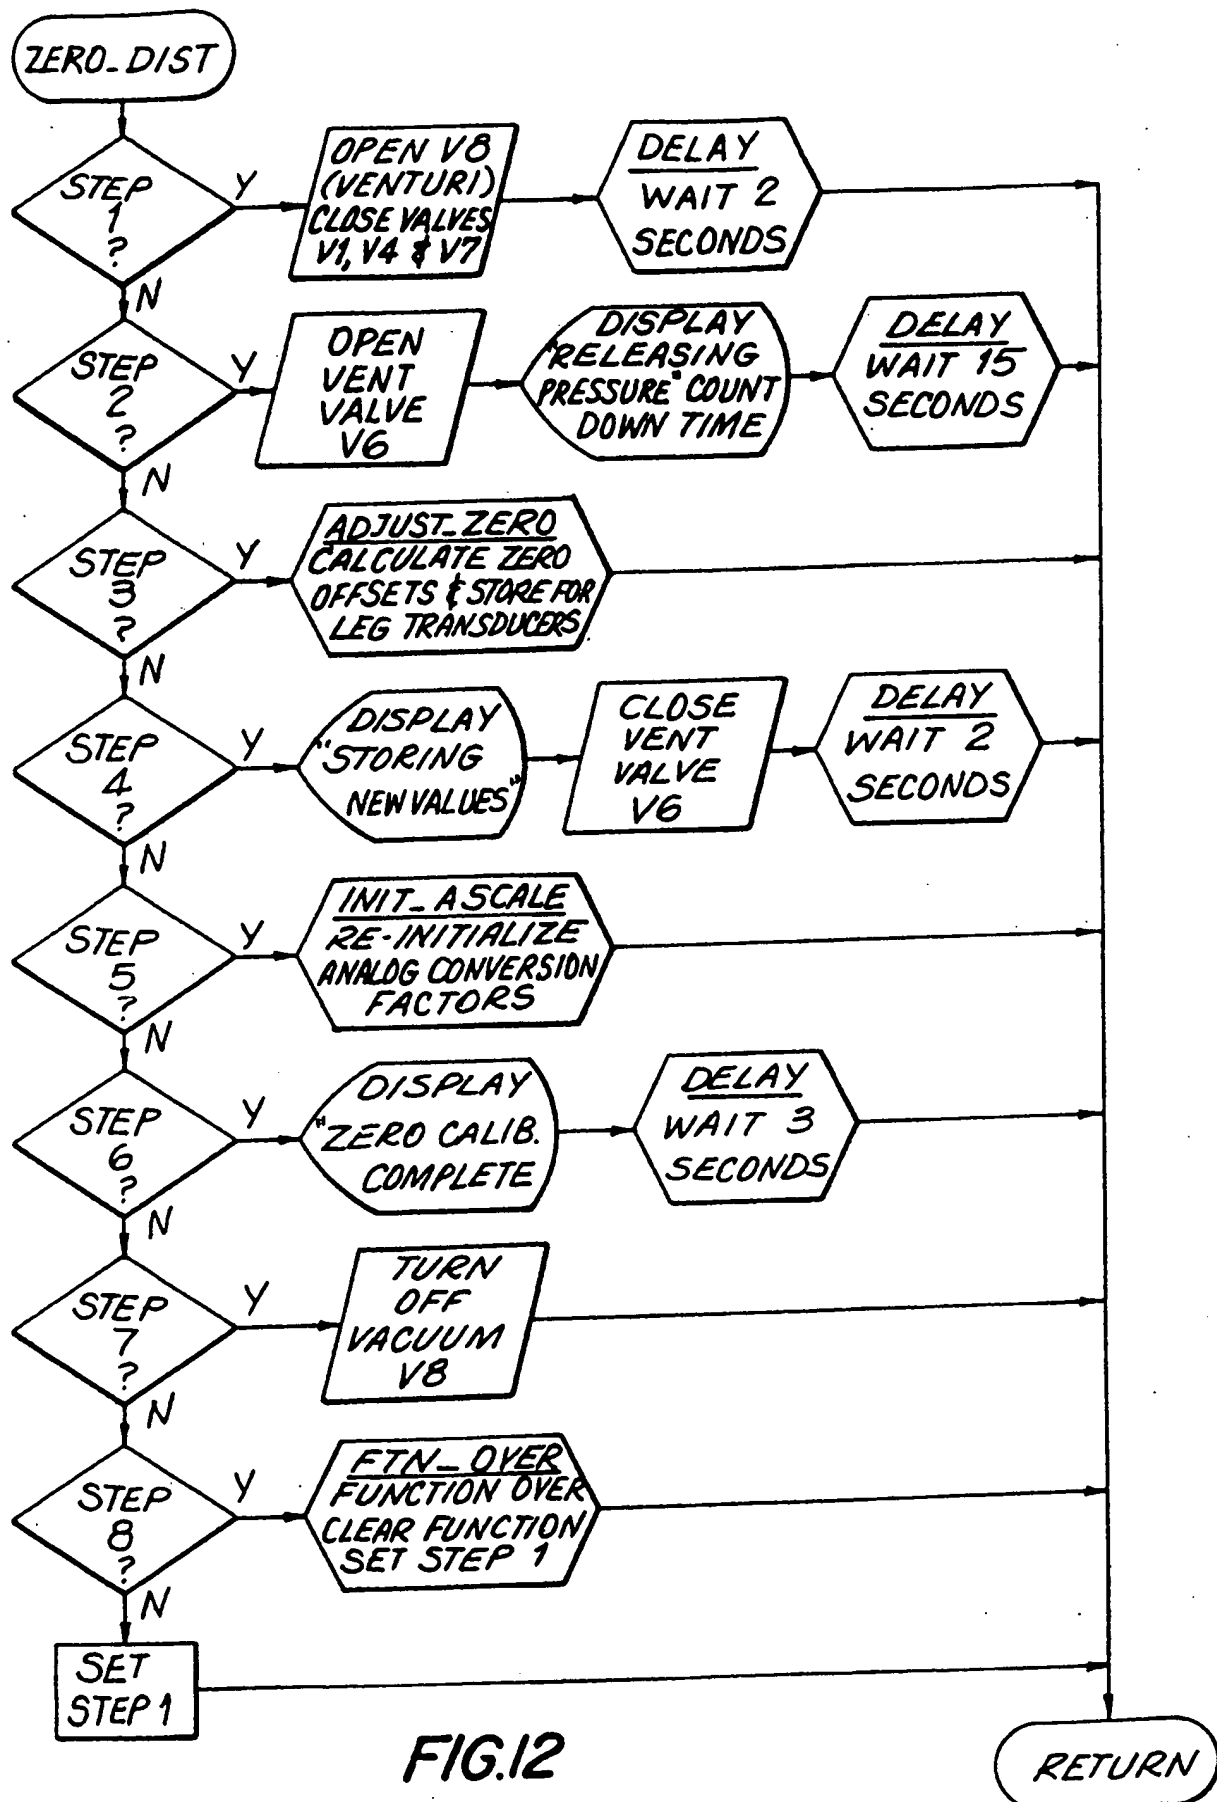 ZERO_DIST
STEP
1
?
Y
OPEN V8
(VENTURI)
CLOSE VALVES
V1, V4 & V7
DELAY
WAIT 2
SECONDS
N
STEP
2
?
Y
OPEN
VENT
VALVE
V6
DISPLAY
"RELEASING
PRESSURE" COUNT
DOWN TIME
DELAY
WAIT 15
SECONDS
N
STEP
3
?
Y
ADJUST_ZERO
CALCULATE ZERO
OFFSETS & STORE FOR
LEG TRANSDUCERS
N
STEP
4
?
Y
DISPLAY
"STORING
NEW VALUES"
CLOSE
VENT
VALVE
V6
DELAY
WAIT 2
SECONDS
N
STEP
5
?
Y
INIT_ASCALE
RE-INITIALIZE
ANALOG CONVERSION
FACTORS
N
STEP
6
?
Y
DISPLAY
"ZERO CALIB.
COMPLETE
DELAY
WAIT 3
SECONDS
N
STEP
7
?
Y
TURN
OFF
VACUUM
V8
N
STEP
8
?
Y
FTN_OVER
FUNCTION OVER
CLEAR FUNCTION
SET STEP 1
N
SET
STEP 1
RETURN
FIG.12